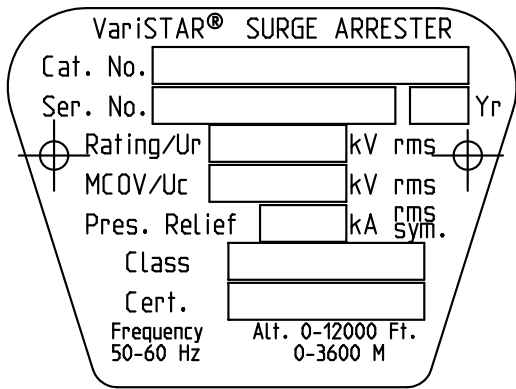 VariSTAR® SURGE ARRESTER
Cat. No.
Ser. No. Yr
Rating/Ur kV rms
MCOV/Uc kV rms
Pres. Relief kA rms sym.
Class
Cert.
Frequency Alt. 0-12000 Ft.
50-60 Hz 0-3600 M